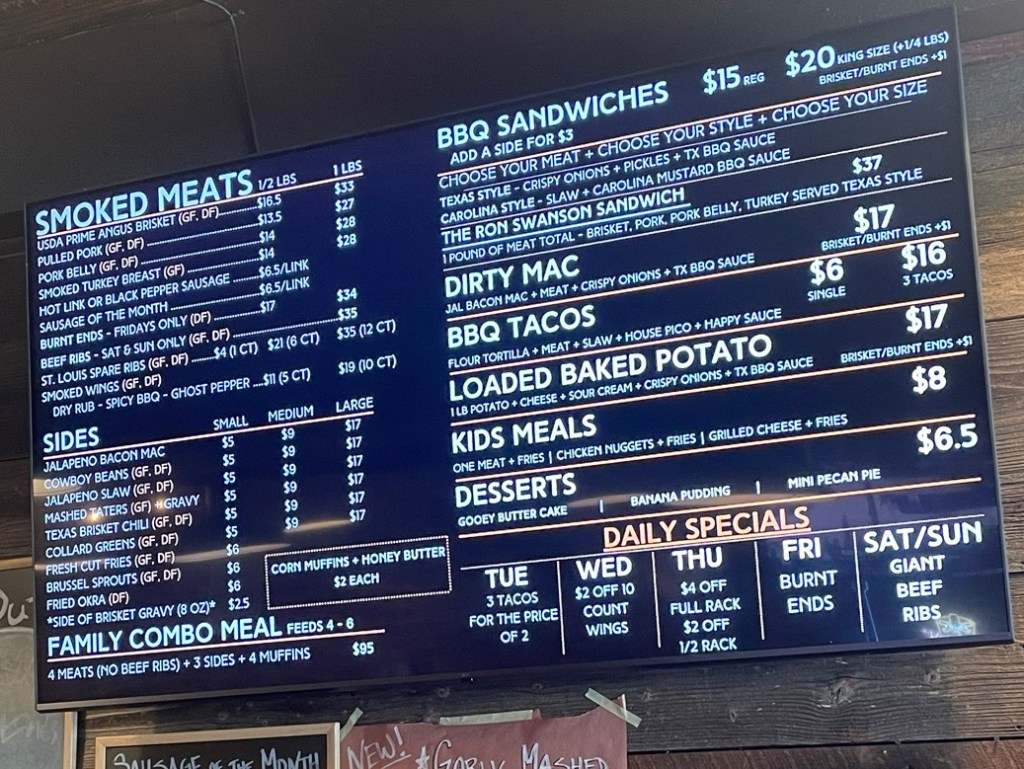 SMOKED MEATS 1/2 LBS 1 LBS
USDA PRIME ANGUS BRISKET (GF, DF) $16.5 $33
PULLED PORK (GF, DF) $13.5 $27
PORK BELLY (GF, DF) $14 $28
SMOKED TURKEY BREAST (GF) $14 $28
HOT LINK OR BLACK PEPPER SAUSAGE $6.5/LINK
SAUSAGE OF THE MONTH $6.5/LINK
BURNT ENDS - FRIDAYS ONLY (DF) $17 $34
BEEF RIBS - SAT & SUN ONLY (GF, DF) $35
ST. LOUIS SPARE RIBS (GF, DF) $4 (1 CT) $21 (6 CT) $35 (12 CT)
SMOKED WINGS (GF, DF)
DRY RUB - SPICY BBQ - GHOST PEPPER $11 (5 CT) $19 (10 CT)
SIDES SMALL MEDIUM LARGE
JALAPENO BACON MAC $5 $9 $17
COWBOY BEANS (GF, DF) $5 $9 $17
JALAPENO SLAW (GF, DF) $5 $9 $17
MASHED TATERS (GF) + GRAVY $5 $9 $17
TEXAS BRISKET CHILI (GF, DF) $5 $9 $17
COLLARD GREENS (GF, DF) $5 $9 $17
FRESH CUT FRIES (GF, DF) $6
BRUSSEL SPROUTS (GF, DF) $6
FRIED OKRA (DF) $6
*SIDE OF BRISKET GRAVY (8 OZ)* $2.5
CORN MUFFINS + HONEY BUTTER
$2 EACH
FAMILY COMBO MEAL FEEDS 4 - 6
4 MEATS (NO BEEF RIBS) + 3 SIDES + 4 MUFFINS $95
BBQ SANDWICHES $15 REG $20 KING SIZE (+1/4 LBS)
ADD A SIDE FOR $3 BRISKET/BURNT ENDS +$1
CHOOSE YOUR MEAT + CHOOSE YOUR STYLE + CHOOSE YOUR SIZE
TEXAS STYLE - CRISPY ONIONS + PICKLES + TX BBQ SAUCE
CAROLINA STYLE - SLAW + CAROLINA MUSTARD BBQ SAUCE
THE RON SWANSON SANDWICH $37
1 POUND OF MEAT TOTAL - BRISKET, PORK, PORK BELLY, TURKEY SERVED TEXAS STYLE
DIRTY MAC $17
JAL BACON MAC + MEAT + CRISPY ONIONS + TX BBQ SAUCE BRISKET/BURNT ENDS +$1
BBQ TACOS $6 SINGLE $16 3 TACOS
FLOUR TORTILLA + MEAT + SLAW + HOUSE PICO + HAPPY SAUCE
LOADED BAKED POTATO $17
1 LB POTATO + CHEESE + SOUR CREAM + CRISPY ONIONS + TX BBQ SAUCE BRISKET/BURNT ENDS +$1
KIDS MEALS $8
ONE MEAT + FRIES | CHICKEN NUGGETS + FRIES | GRILLED CHEESE + FRIES
DESSERTS $6.5
GOOEY BUTTER CAKE | BANANA PUDDING | MINI PECAN PIE
DAILY SPECIALS
TUE
3 TACOS
FOR THE PRICE
OF 2
WED
$2 OFF 10
COUNT
WINGS
THU
$4 OFF
FULL RACK
$2 OFF
1/2 RACK
FRI
BURNT
ENDS
SAT/SUN
GIANT
BEEF
RIBS
SAUSAGE OF THE MONTH
NEW!
MASHED